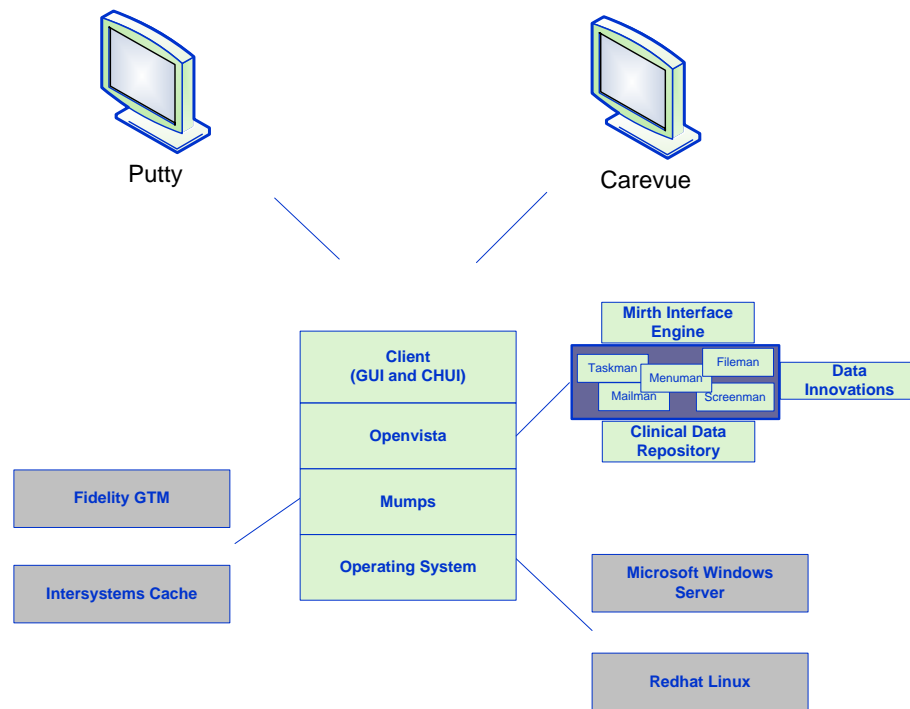 Putty
Carevue
Client
(GUI and CHUI)
Openvista
Mumps
Operating System
Mirth Interface
Engine
Taskman
Menuman
Fileman
Mailman
Screenman
Data
Innovations
Clinical Data
Repository
Fidelity GTM
Intersystems Cache
Microsoft Windows
Server
Redhat Linux